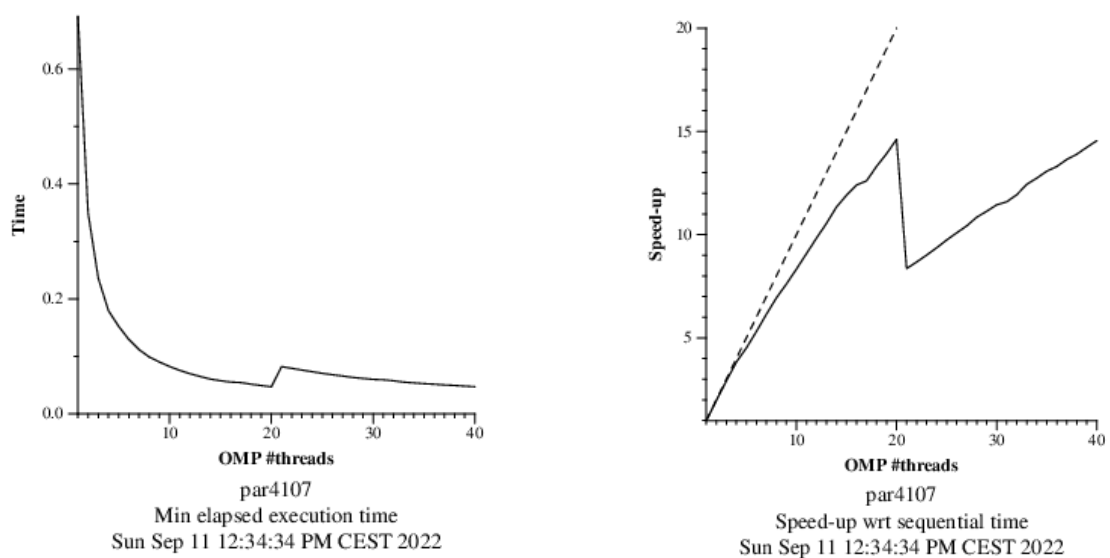 0.6
0.4
0.2
0.0
Time
10
20
30
40
OMP #threads
par4107
Min elapsed execution time
Sun Sep 11 12:34:34 PM CEST 2022
20
15
10
5
Speed-up
10
20
30
40
OMP #threads
par4107
Speed-up wrt sequential time
Sun Sep 11 12:34:34 PM CEST 2022